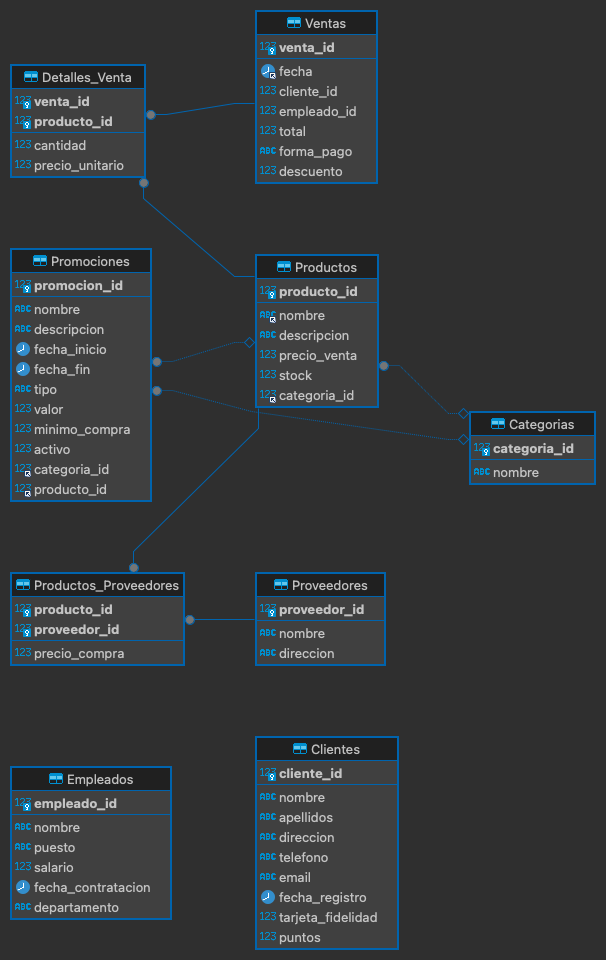 Ventas
123 venta_id
fecha
123 cliente_id
123 empleado_id
123 total
ABC forma_pago
123 descuento
Detalles_Venta
123 venta_id
123 producto_id
123 cantidad
123 precio_unitario
Promociones
123 promocion_id
ABC nombre
ABC descripcion
fecha_inicio
fecha_fin
ABC tipo
123 valor
123 minimo_compra
123 activo
123 categoria_id
123 producto_id
Productos
123 producto_id
ABC nombre
ABC descripcion
123 precio_venta
123 stock
123 categoria_id
Categorias
123 categoria_id
ABC nombre
Productos_Proveedores
123 producto_id
123 proveedor_id
123 precio_compra
Proveedores
123 proveedor_id
ABC nombre
ABC direccion
Empleados
123 empleado_id
ABC nombre
ABC puesto
123 salario
fecha_contratacion
ABC departamento
Clientes
123 cliente_id
ABC nombre
ABC apellidos
ABC direccion
ABC telefono
ABC email
fecha_registro
123 tarjeta_fidelidad
123 puntos